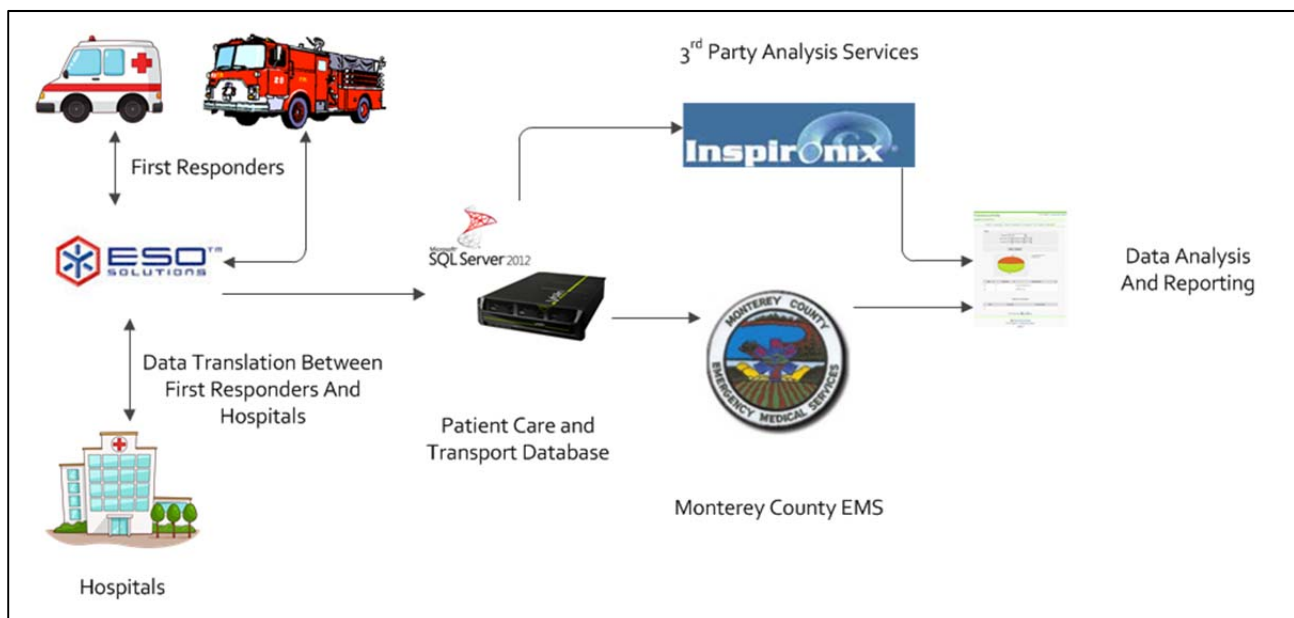 3rd Party Analysis Services
Inspironix
First Responders
ESO™
SOLUTIONS
Microsoft
SQL Server 2012
Data Analysis
And Reporting
MONTEREY COUNTY
EMERGENCY MEDICAL SERVICES
Data Translation Between
First Responders And
Hospitals
Patient Care and
Transport Database
Monterey County EMS
Hospitals